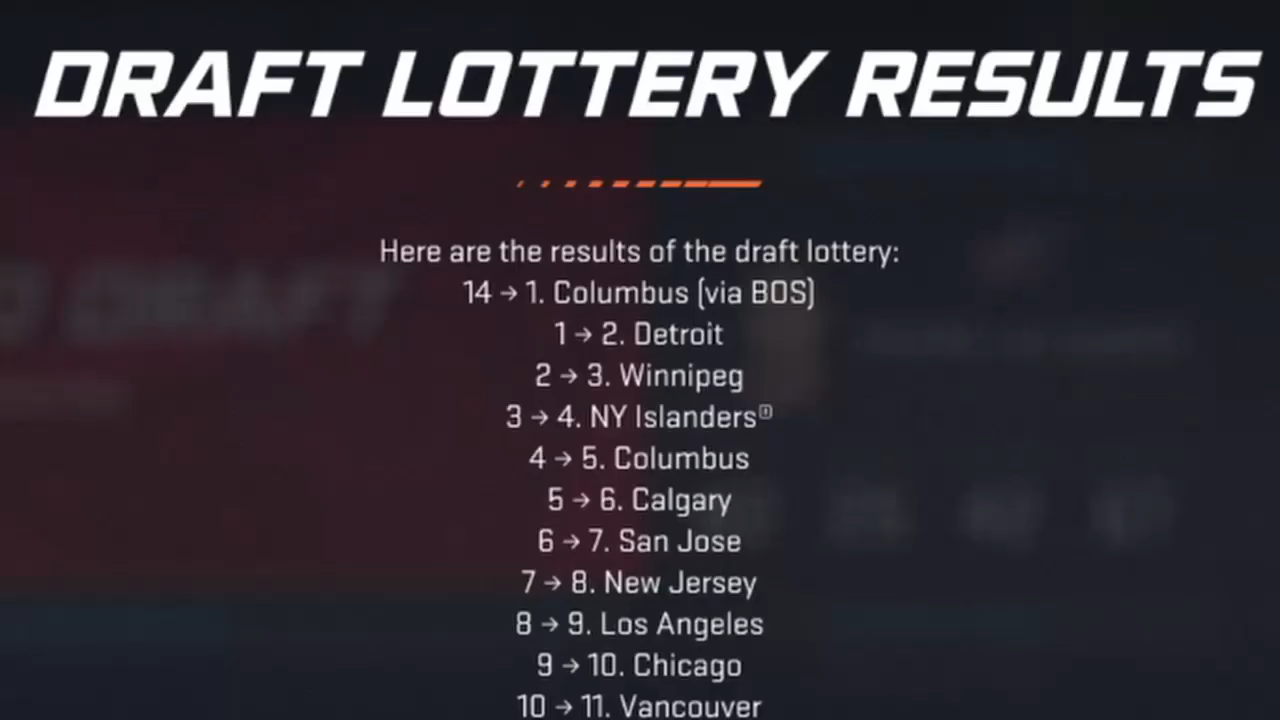 DRAFT LOTTERY RESULTS
Here are the results of the draft lottery:
14 → 1. Columbus (via BOS)
1 → 2. Detroit
2 → 3. Winnipeg
3 → 4. NY Islanders®
4 → 5. Columbus
5 → 6. Calgary
6 → 7. San Jose
7 → 8. New Jersey
8 → 9. Los Angeles
9 → 10. Chicago
10 → 11. Vancouver